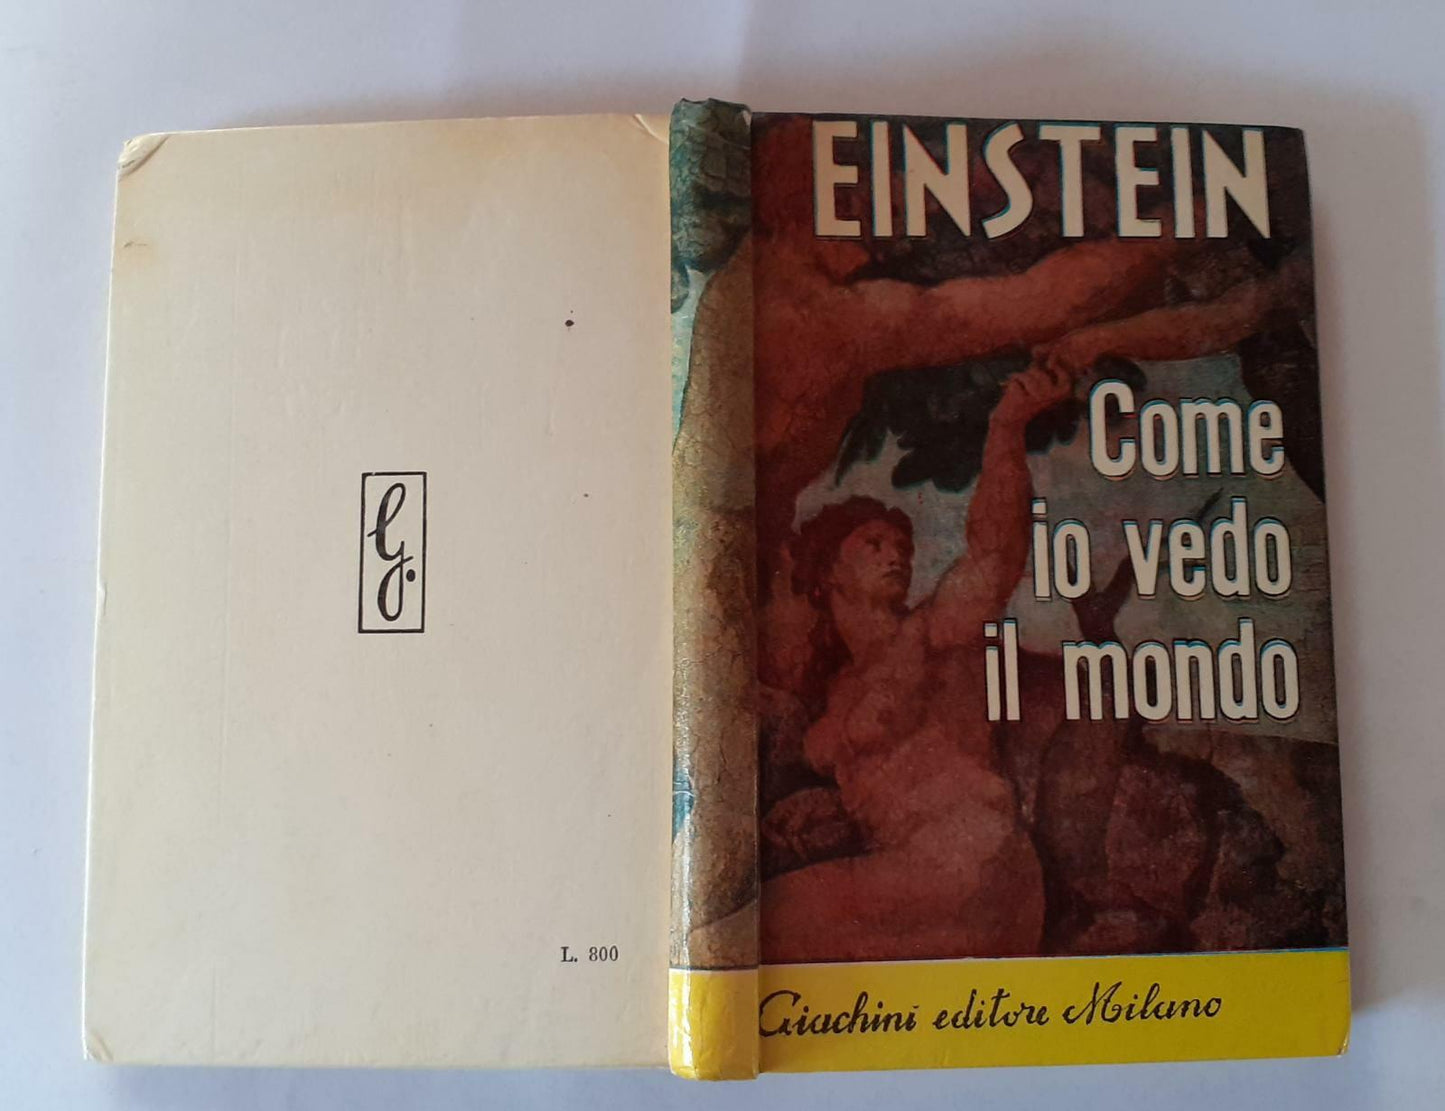 G.
L. 800
EINSTEIN
Come
io vedo
il mondo
Giachini editore Milano